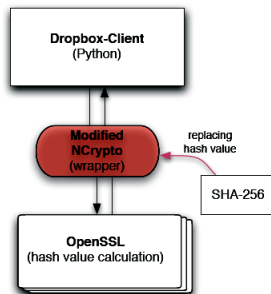 Dropbox-Client
(Python)
Modified
NCrypto
(wrapper)
replacing
hash value
SHA-256
OpenSSL
(hash value calculation)